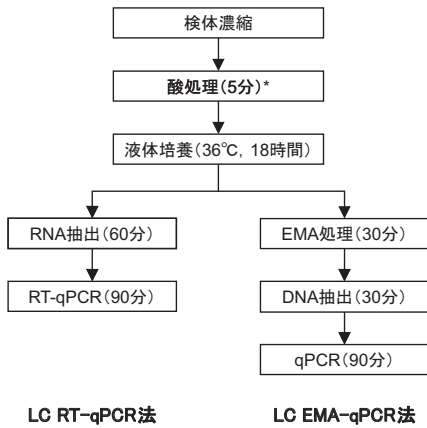 検体濃縮
酸処理(5分)*
液体培養(36℃, 18時間)
RNA抽出(60分)
EMA処理(30分)
RT-qPCR(90分)
DNA抽出(30分)
qPCR(90分)
LC RT-qPCR法
LC EMA-qPCR法